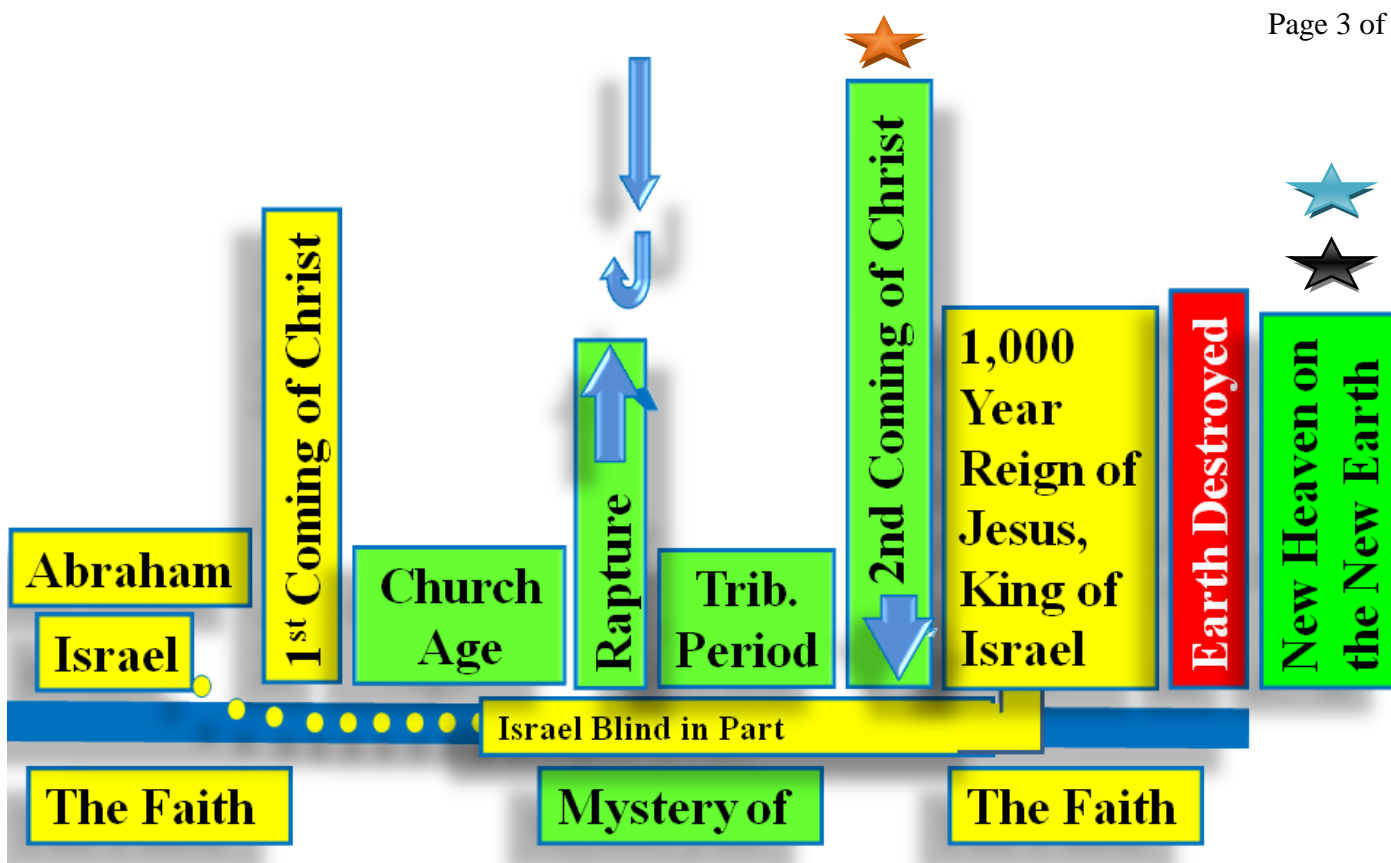 Page 3 of
Abraham
Israel
1st Coming of Christ
Church
Age
Rapture
Trib.
Period
2nd Coming of Christ
1,000
Year
Reign of
Jesus,
King of
Israel
Earth Destroyed
New Heaven on
the New Earth
Israel Blind in Part
The Faith
Mystery of
The Faith